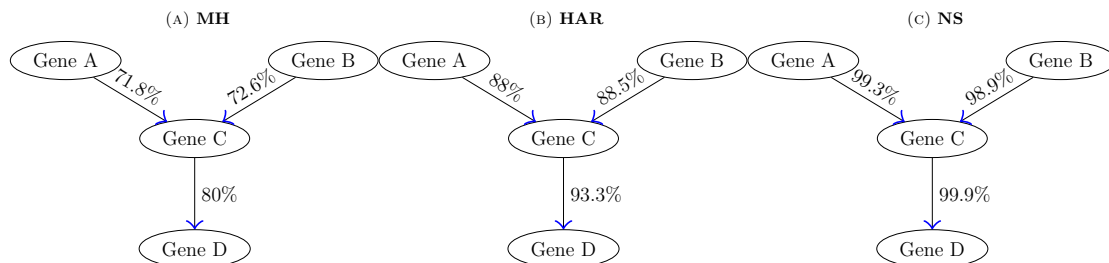 (A) MH
Gene A
Gene B
71.8%
72.6%
Gene C
80%
Gene D
(B) HAR
Gene A
Gene B
88%
88.5%
Gene C
93.3%
Gene D
(C) NS
Gene A
Gene B
99.3%
98.9%
Gene C
99.9%
Gene D